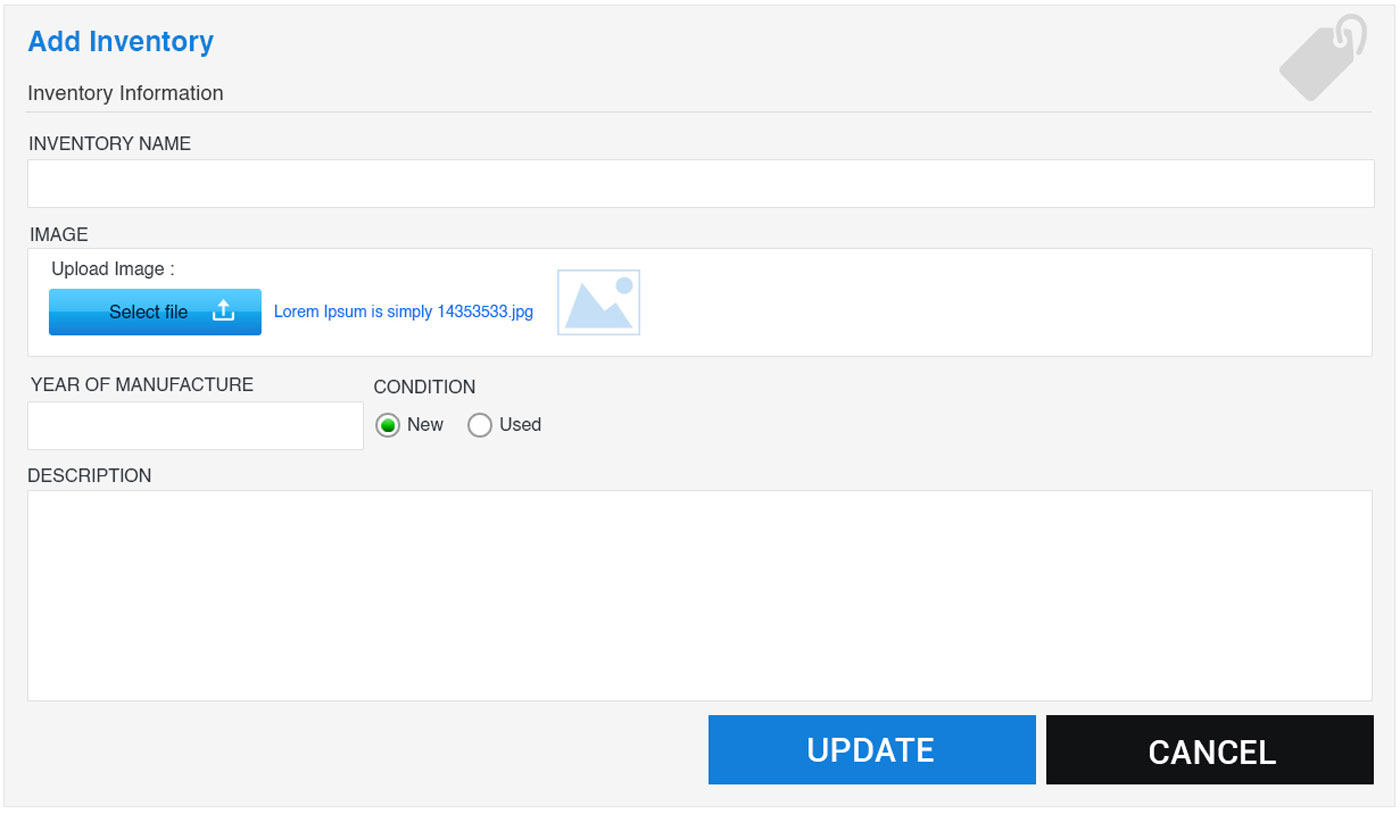 Add Inventory
Inventory Information
INVENTORY NAME
IMAGE
Upload Image :
Select file
Lorem Ipsum is simply 14353533.jpg
YEAR OF MANUFACTURE
CONDITION
New
Used
DESCRIPTION
UPDATE
CANCEL